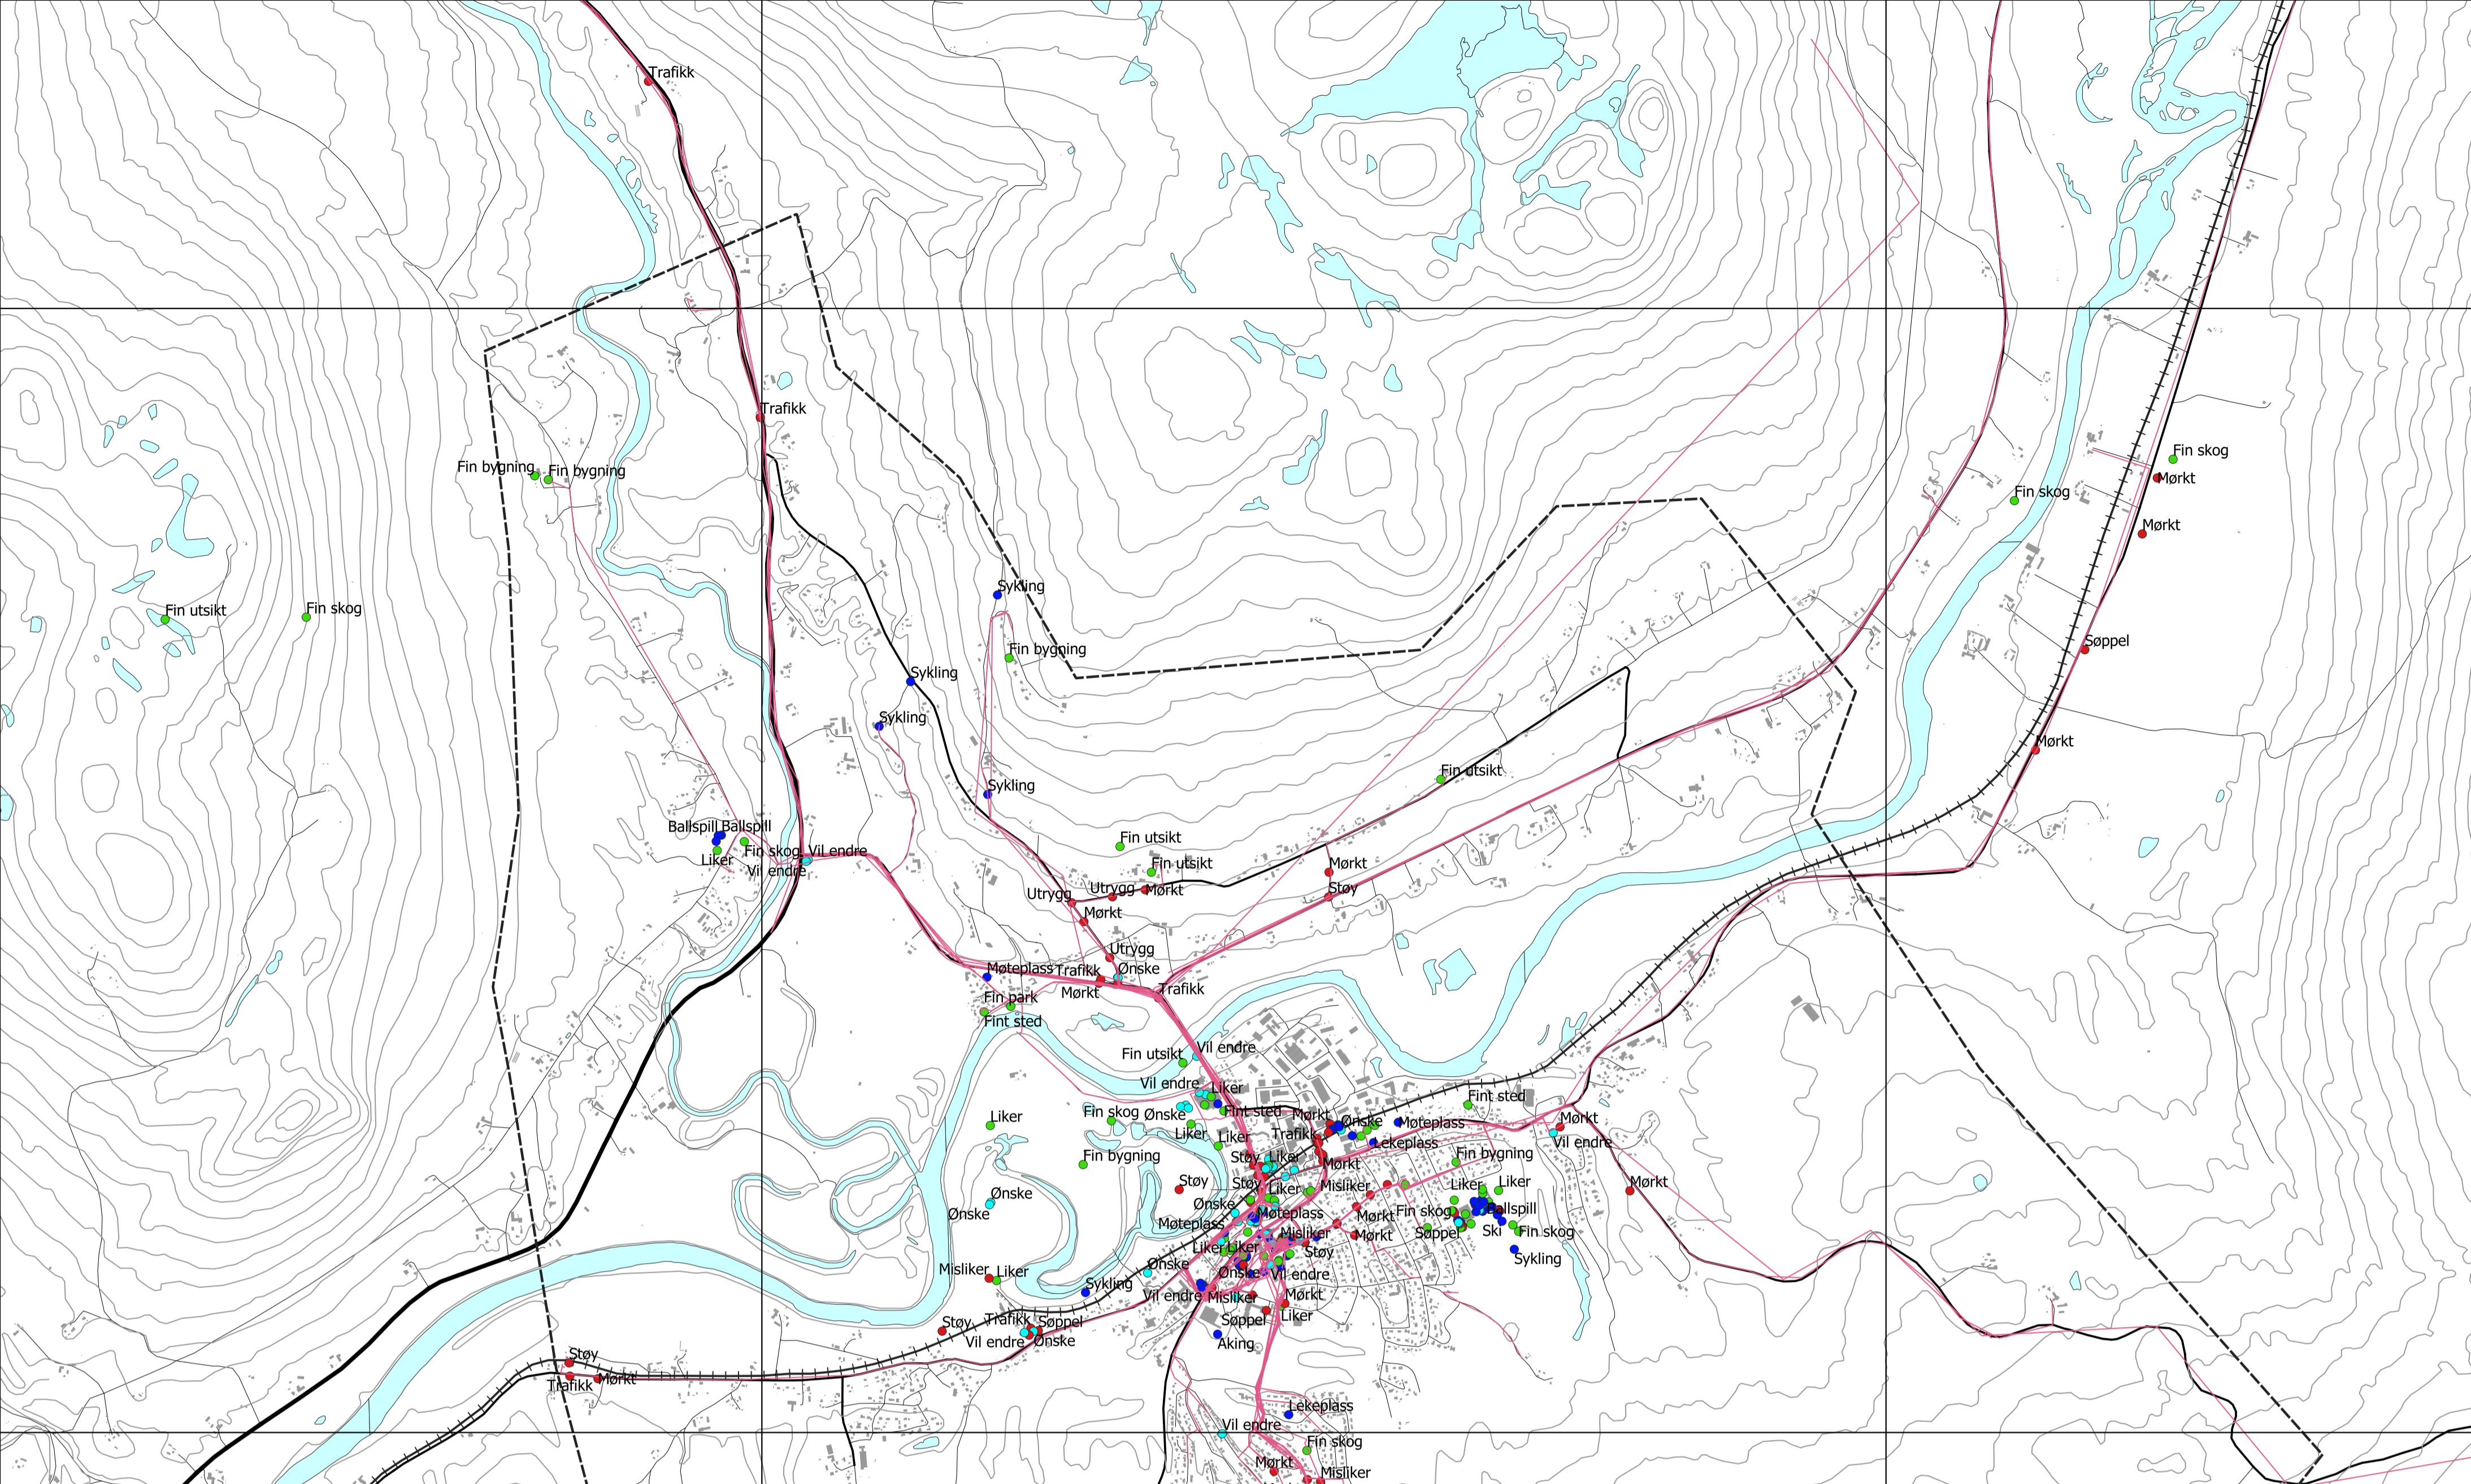 Trafikk
Trafikk
Fin bygning
Fin bygning
Fin skog
Mørkt
Fin skog
Mørkt
Sykling
Fin utsikt
Fin skog
Fin bygning
Søppel
Sykling
Sykling
Mørkt
Fin utsikt
Sykling
Ballspill
Ballspill
Fin utsikt
Liker
Fin skog
Vil endre
Vil endre
Fin utsikt
Mørkt
Utrygg
Utrygg
Mørkt
Støy
Mørkt
Utrygg
Møteplass
Trafikk
Ønske
Mørkt
Trafikk
Fin park
Fint sted
Fin utsikt
Vil endre
Vil endre
Liker
Fint sted
Liker
Fin skog
Ønske
Fint sted
Mørkt
Ønske
Møteplass
Mørkt
Liker
Liker
Trafikk
Lekeplass
Vil endre
Fin bygning
Støy
Liker
Mørkt
Fin bygning
Støy
Støy
Liker
Misliker
Liker
Liker
Mørkt
Ønske
Ønske
Ønske
Møteplass
Møteplass
Mørkt
Fin skog
Ballspill
Misliker
Mørkt
Søppel
Ski
Fin skog
Liker
Liker
Støy
Sykling
Misliker
Liker
Ønske
Ønske
Vil endre
Sykling
Vil endre
Misliker
Mørkt
Støy
Trafikk
Søppel
Søppel
Liker
Vil endre
Ønske
Aking
Støy
Trafikk
Mørkt
Lekeplass
Vil endre
Fin skog
Mørkt
Misliker